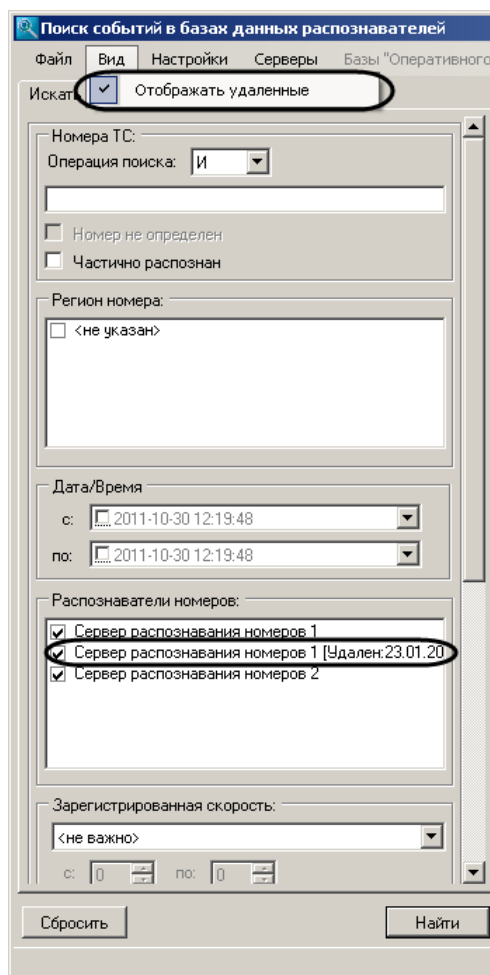 Поиск событий в базах данных распознавателей
Файл Вид Настройки Серверы Базы "Оперативного
Искать Отображать удаленные
Номера ТС:
Операция поиска: И
Номер не определен
Частично распознан
Регион номера:
<не указан>
Дата/Время
с: 2011-10-30 12:19:48
по: 2011-10-30 12:19:48
Распознаватели номеров:
Сервер распознавания номеров 1
Сервер распознавания номеров 1 [Удален:23.01.20
Сервер распознавания номеров 2
Зарегистрированная скорость:
<не важно>
с: 0 по: 0
Сбросить Найти